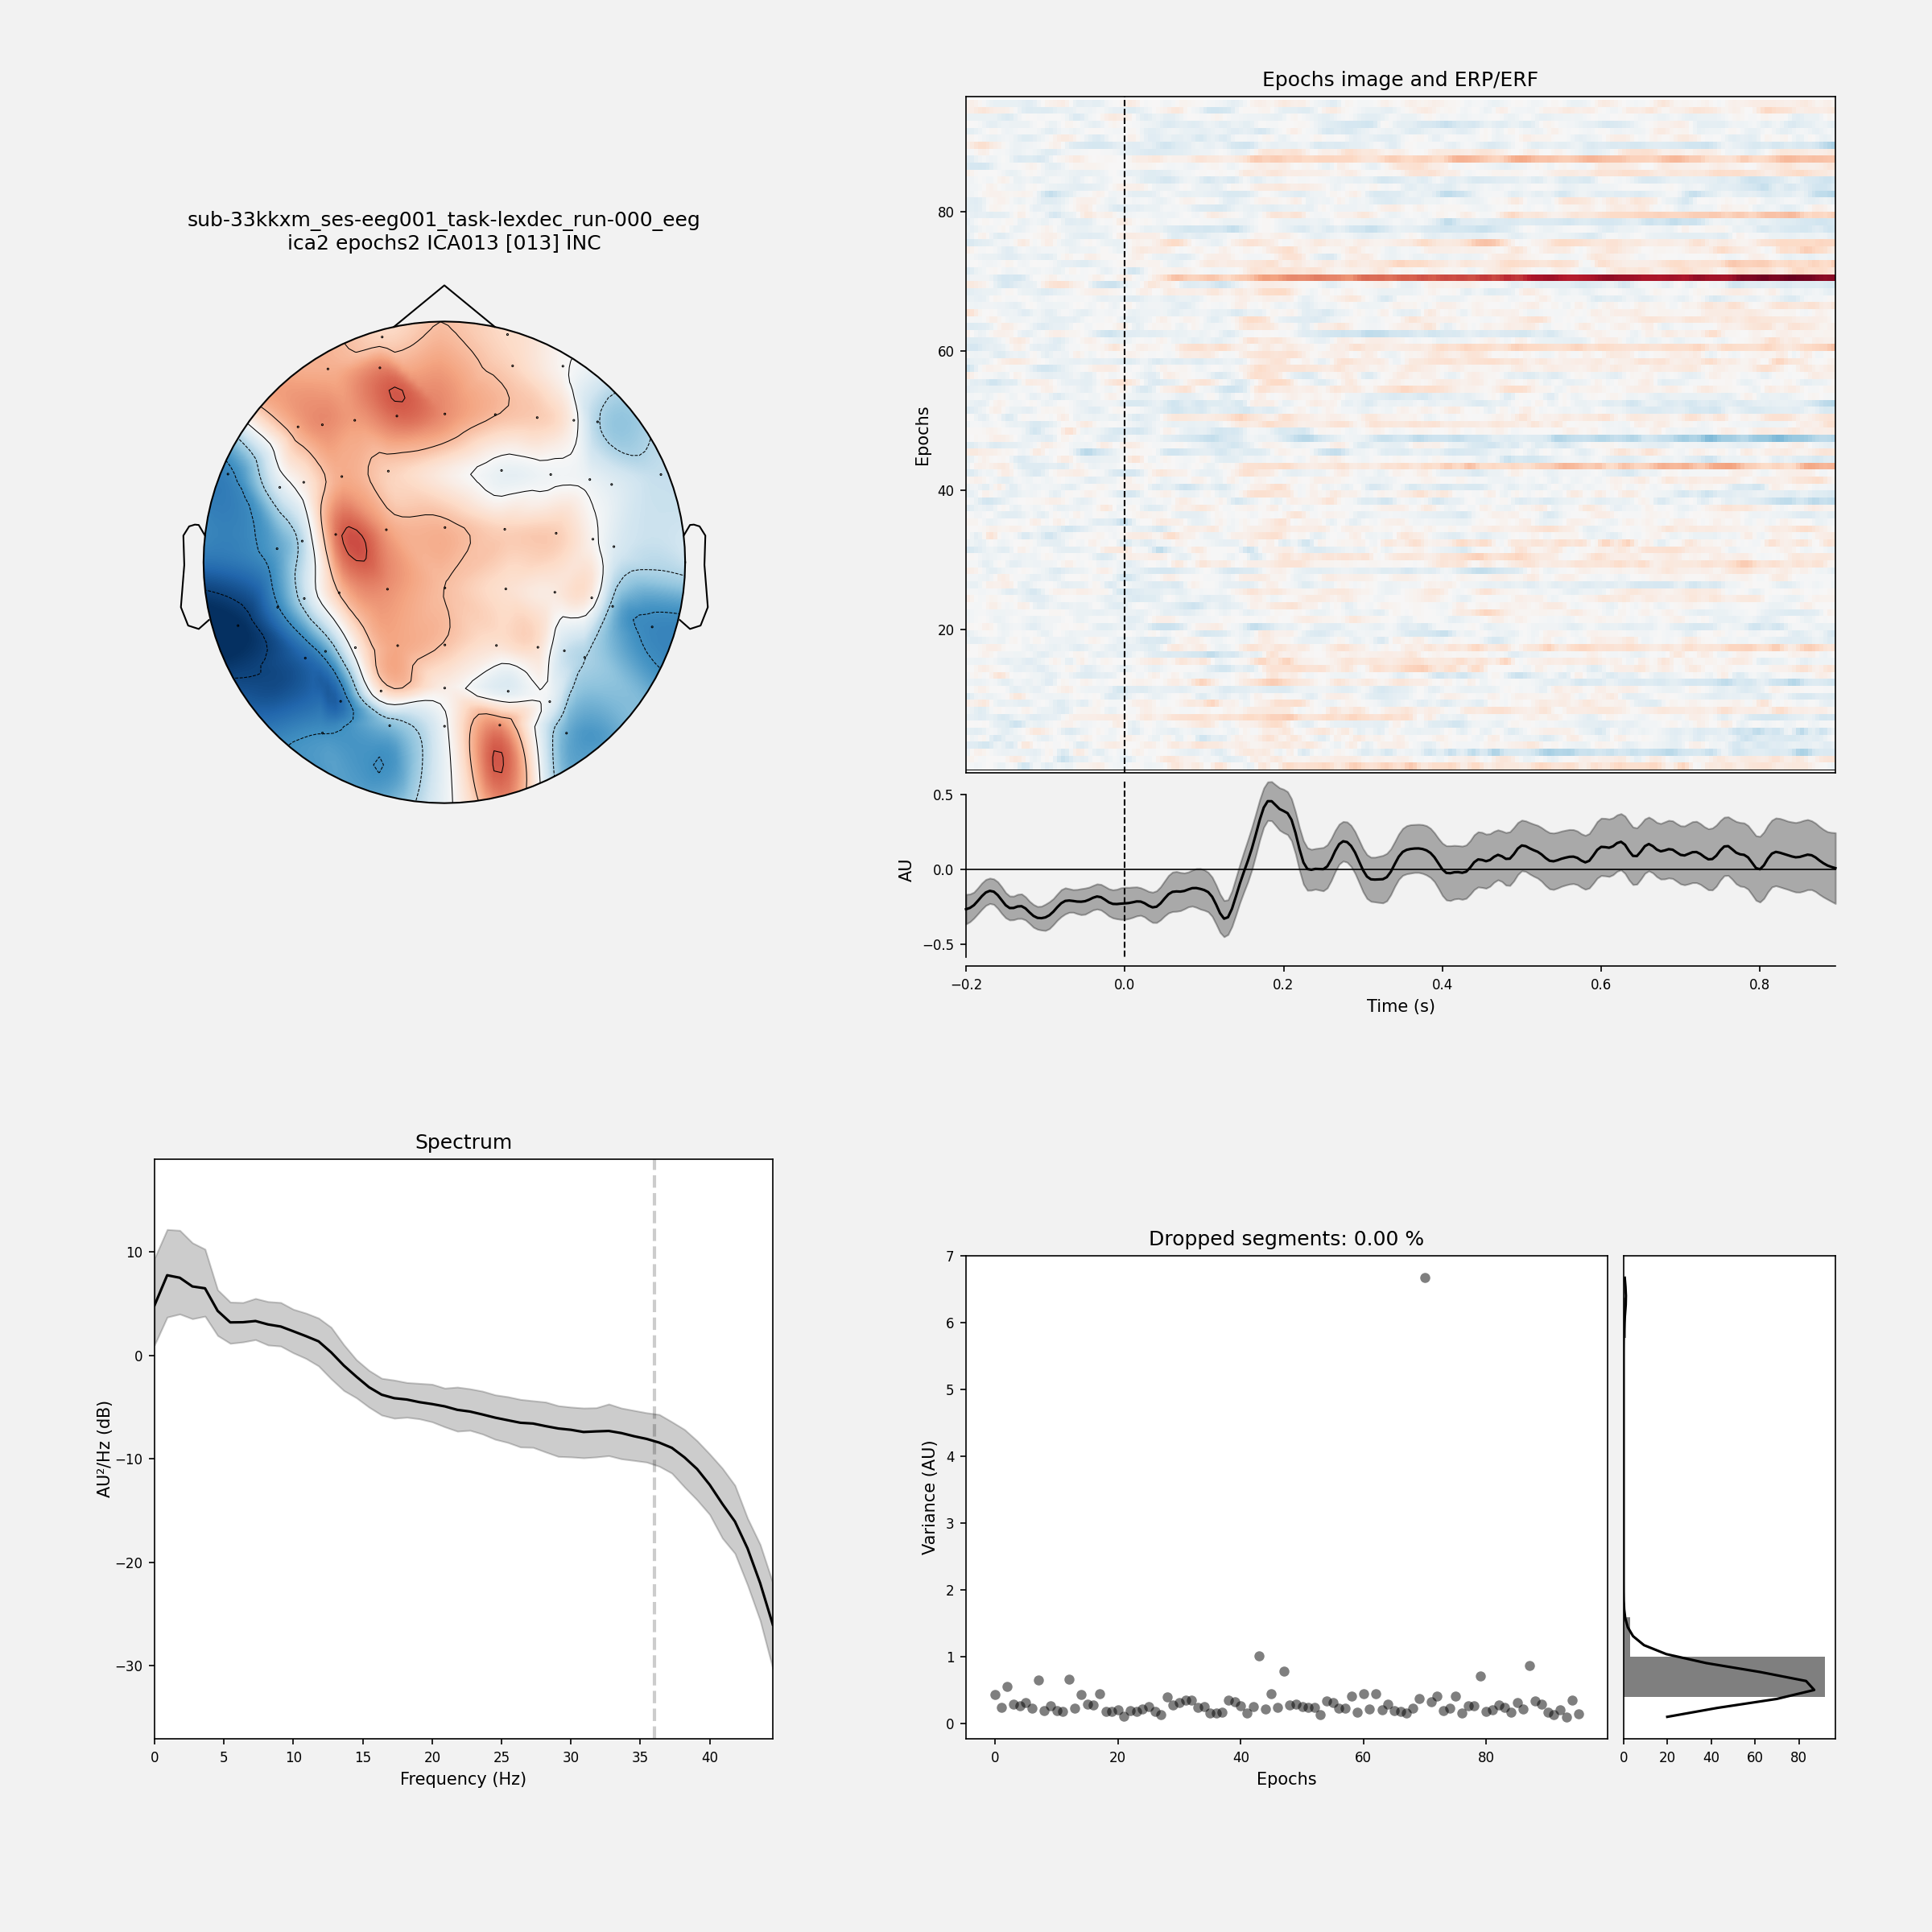 sub-33kkxm_ses-eeg001_task-lexdec_run-000_eeg
ica2 epochs2 ICA013 [013] INC
Epochs image and ERP/ERF
80
60
40
20
Epochs
0.5
0.0
−0.5
AU
−0.2 0.0 0.2 0.4 0.6 0.8
Time (s)
Spectrum
10
0
−10
−20
−30
AU²/Hz (dB)
0 5 10 15 20 25 30 35 40
Frequency (Hz)
Dropped segments: 0.00 %
7
6
5
4
3
2
1
0
Variance (AU)
0 20 40 60 80
Epochs
0 20 40 60 80